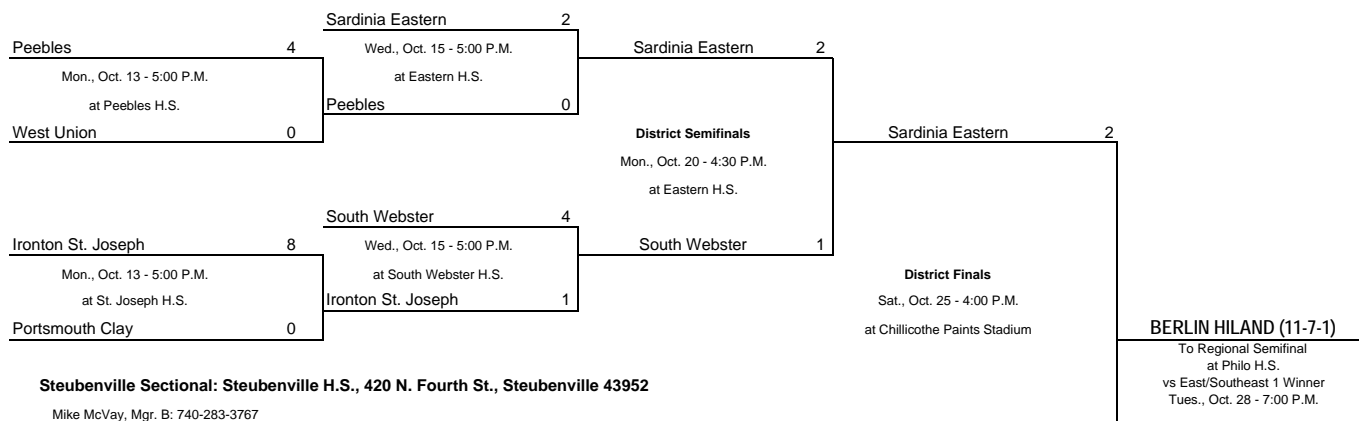 Sardinia Eastern 2
Peebles 4
Wed., Oct. 15 - 5:00 P.M.
Sardinia Eastern 2
Mon., Oct. 13 - 5:00 P.M.
at Eastern H.S.
at Peebles H.S.
Peebles 0
West Union 0
District Semifinals
Sardinia Eastern 2
Mon., Oct. 20 - 4:30 P.M.
at Eastern H.S.
South Webster 4
Ironton St. Joseph 8
Wed., Oct. 15 - 5:00 P.M.
South Webster 1
Mon., Oct. 13 - 5:00 P.M.
at South Webster H.S.
District Finals
at St. Joseph H.S.
Ironton St. Joseph 1
Sat., Oct. 25 - 4:00 P.M.
Portsmouth Clay 0
at Chillicothe Paints Stadium
BERLIN HILAND (11-7-1)
To Regional Semifinal
at Philo H.S.
vs East/Southeast 1 Winner
Tues., Oct. 28 - 7:00 P.M.
Steubenville Sectional: Steubenville H.S., 420 N. Fourth St., Steubenville 43952
Mike McVay, Mgr. B: 740-283-3767